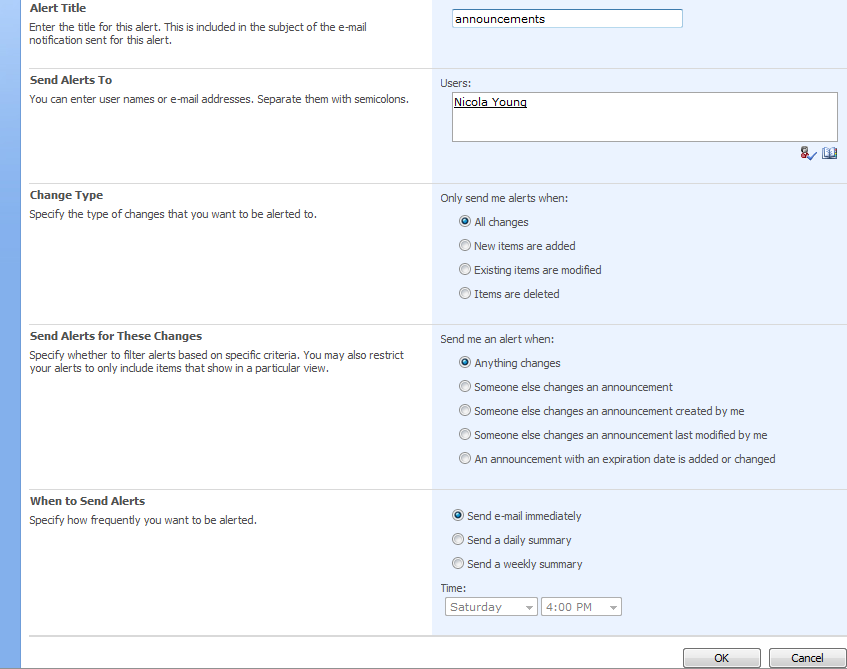 Alert Title
Enter the title for this alert. This is included in the subject of the e-mail
notification sent for this alert.
announcements
Send Alerts To
You can enter user names or e-mail addresses. Separate them with semicolons.
Users:
Nicola Young
Change Type
Specify the type of changes that you want to be alerted to.
Only send me alerts when:
All changes
New items are added
Existing items are modified
Items are deleted
Send Alerts for These Changes
Specify whether to filter alerts based on specific criteria. You may also restrict
your alerts to only include items that show in a particular view.
Send me an alert when:
Anything changes
Someone else changes an announcement
Someone else changes an announcement created by me
Someone else changes an announcement last modified by me
An announcement with an expiration date is added or changed
When to Send Alerts
Specify how frequently you want to be alerted.
Send e-mail immediately
Send a daily summary
Send a weekly summary
Time:
Saturday 4:00 PM
OK Cancel